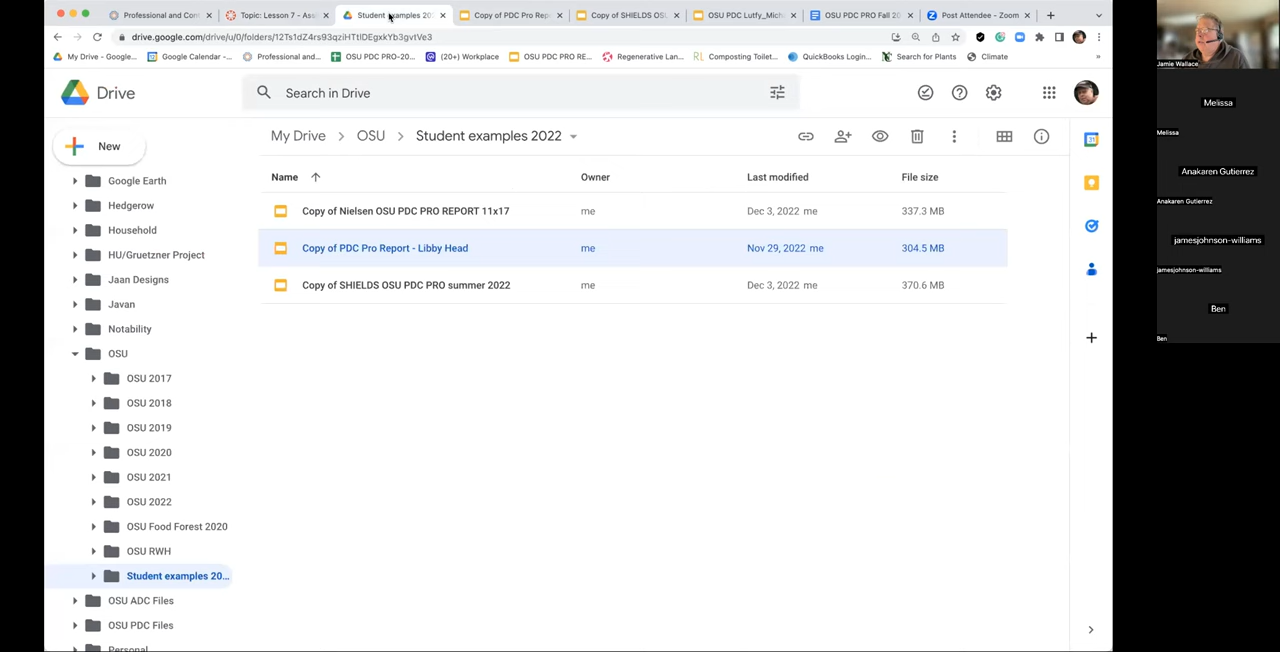 Professional and Con
Topic: Lesson 7 - Ass
Student examples 202
Copy of PDC Pro Rep
Copy of SHIELDS OSU
OSU PDC Lutfy_Mich
OSU PDC PRO Fall 20
Post Attendee - Zoom
drive.google.com/drive/u/0/folders/12Ts1dZ4rs93qziHTtlDEgxkYb3gvtVe3
My Drive - Google...
Google Calendar -...
Professional and...
OSU PDC PRO-20...
(20+) Workplace
OSU PDC PRO RE...
Regenerative Lan...
Composting Toilet...
QuickBooks Login...
Search for Plants
Climate
»
Drive
Search in Drive
New
My Drive > OSU > Student examples 2022
Name
Owner
Last modified
File size
Copy of Nielsen OSU PDC PRO REPORT 11x17
me
Dec 3, 2022 me
337.3 MB
Copy of PDC Pro Report - Libby Head
me
Nov 29, 2022 me
304.5 MB
Copy of SHIELDS OSU PDC PRO summer 2022
me
Dec 3, 2022 me
370.6 MB
Google Earth
Hedgerow
Household
HU/Gruetzner Project
Jaan Designs
Javan
Notability
OSU
OSU 2017
OSU 2018
OSU 2019
OSU 2020
OSU 2021
OSU 2022
OSU Food Forest 2020
OSU RWH
Student examples 20...
OSU ADC Files
OSU PDC Files
Personal
31
Jamie Wallace
Melissa
Melissa
Anakaren Gutierrez
Anakaren Gutierrez
jamesjohnson-williams
jamesjohnson-williams
Ben
Ben